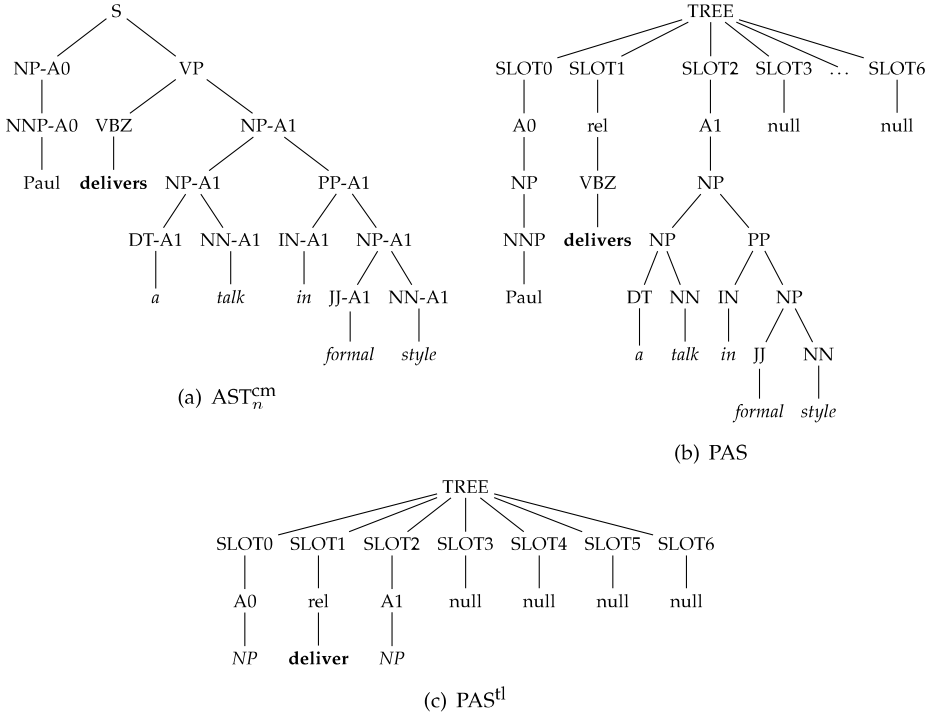 S
NP-A0 VP
NNP-A0 VBZ NP-A1
Paul delivers NP-A1 PP-A1
DT-A1 NN-A1 IN-A1 NP-A1
a talk in JJ-A1 NN-A1
formal style
(a) AST_n^cm
TREE
SLOT0 SLOT1 SLOT2 SLOT3 ... SLOT6
A0 rel A1 null null
NP VBZ NP
NNP delivers NP PP
Paul DT NN IN NP
a talk in JJ NN
formal style
(b) PAS
TREE
SLOT0 SLOT1 SLOT2 SLOT3 SLOT4 SLOT5 SLOT6
A0 rel A1 null null null null
NP deliver NP
(c) PAS^tl